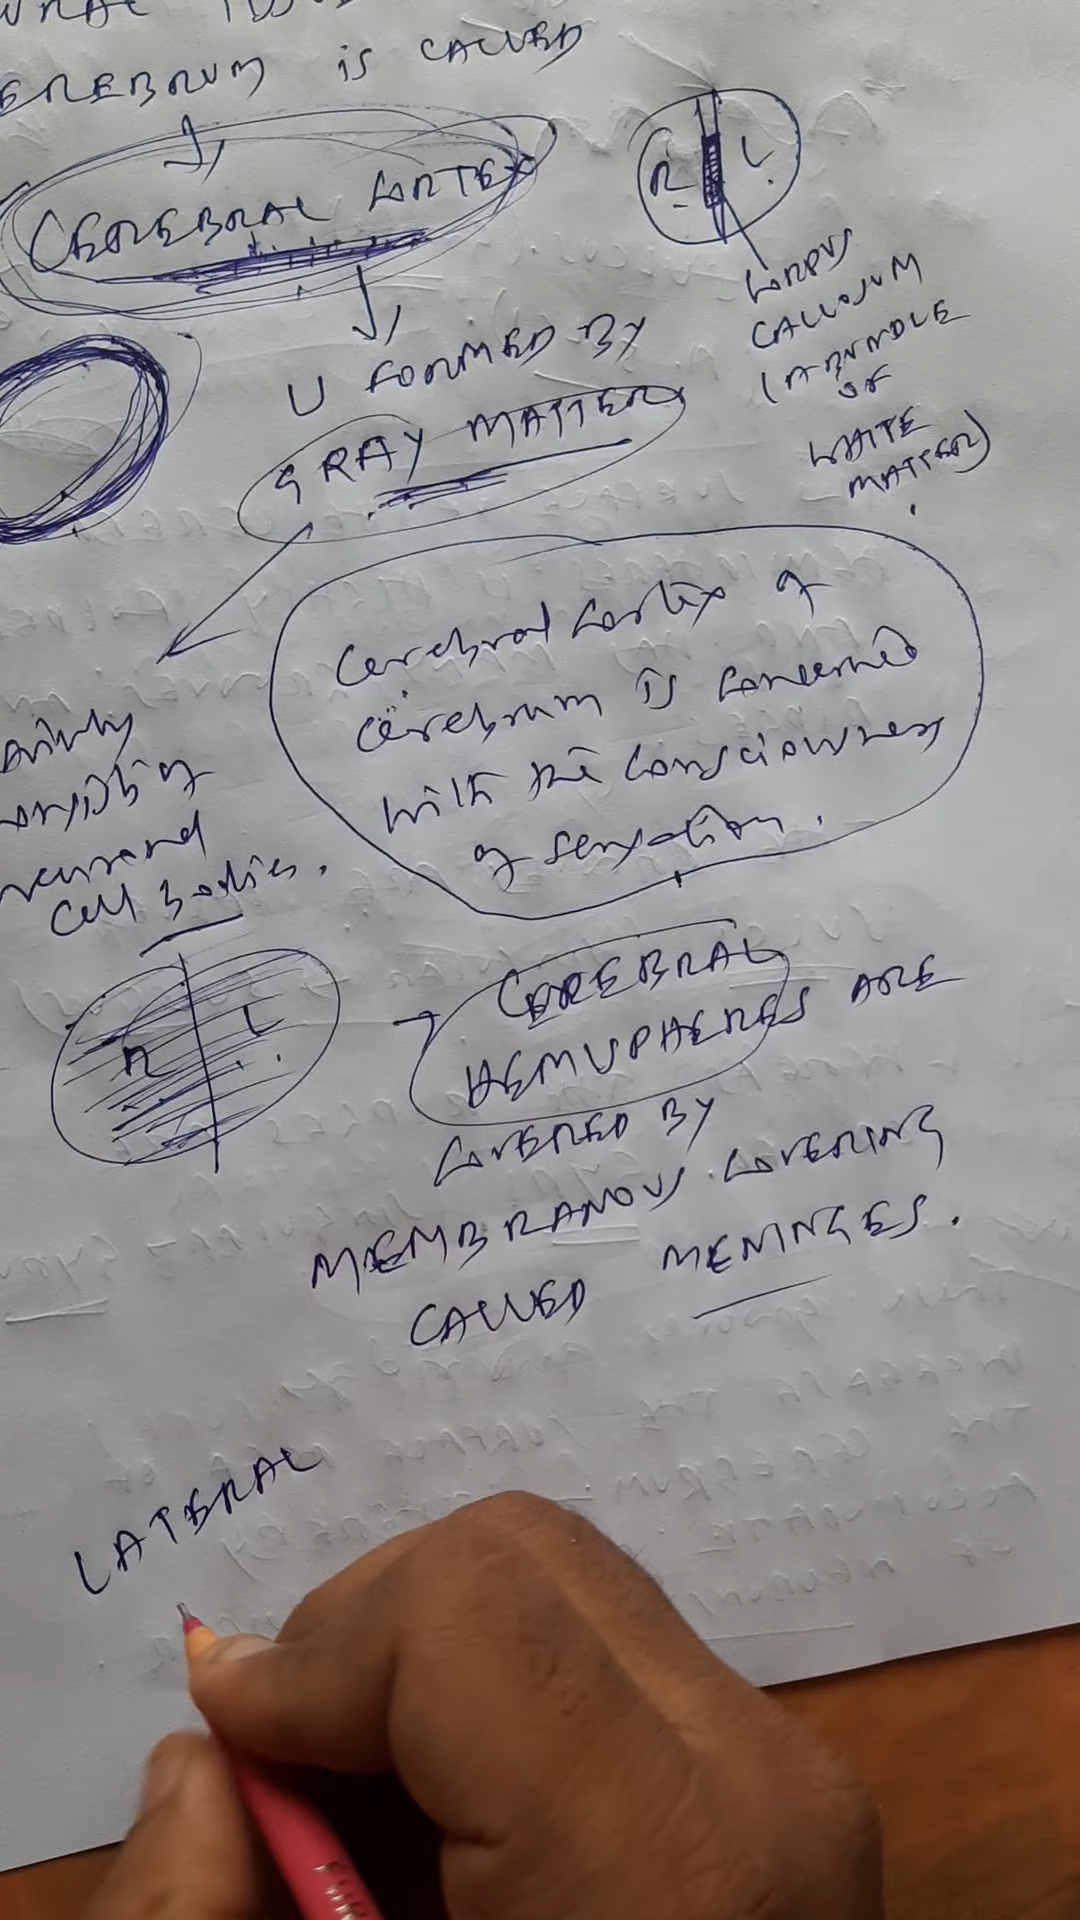 CEREBRUM IS CALLED
CEREBRAL CORTEX
R L
CORPUS
CALLOSUM
(A BUNDLE
OF
WHITE
MATTER)
IS FORMED BY
GRAY MATTER
Cerebral cortex of
cerebrum is concerned
with the consciousness
of sensation.
consists of
neuronal
cell bodies.
R L
→ CEREBRAL
HEMISPHERES ARE
COVERED BY
MEMBRANOUS COVERING
CALLED MENINGES.
LATERAL